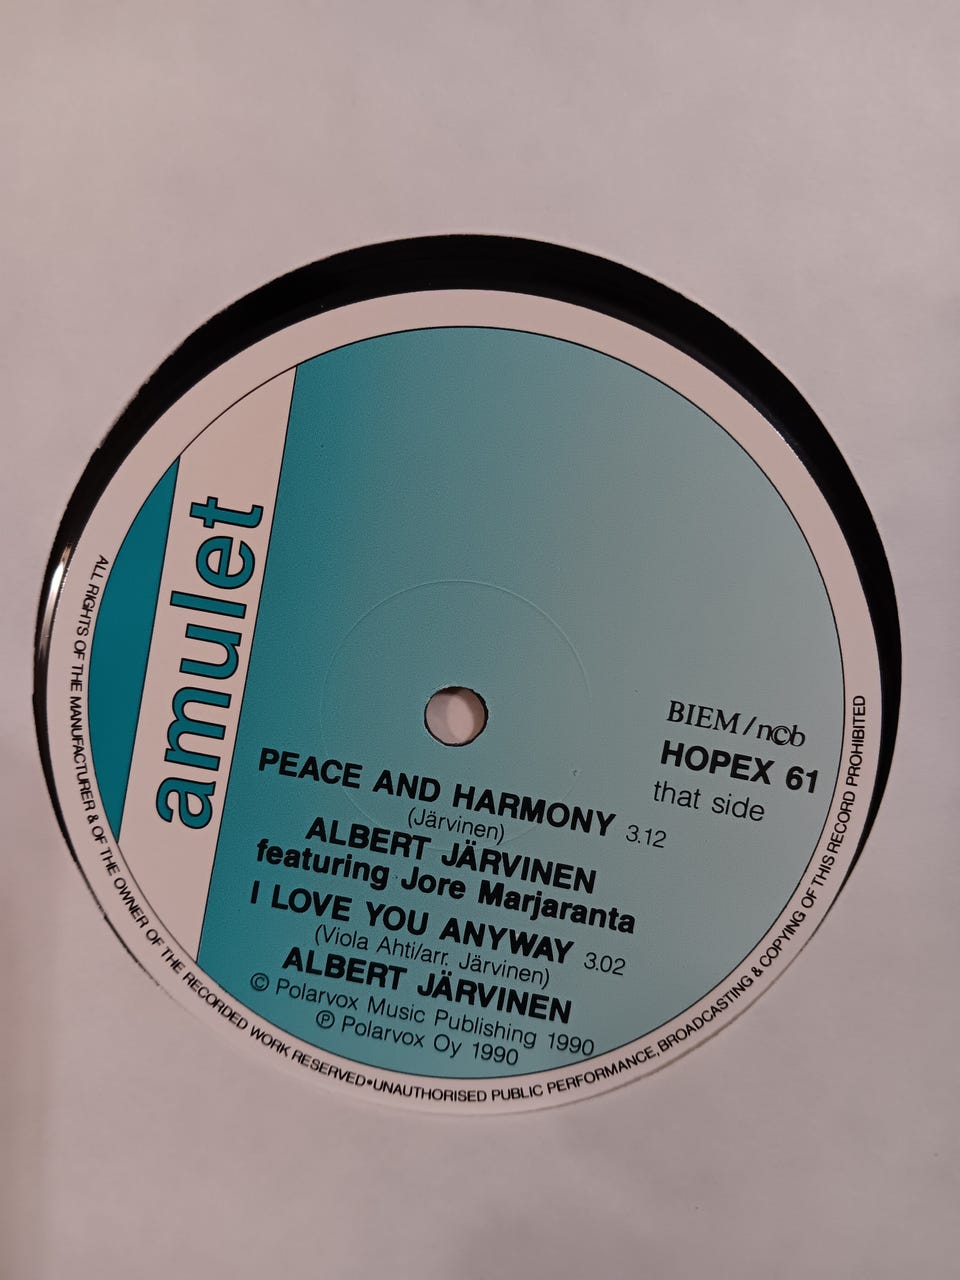 amulet
BIEM/ncb
HOPEX 61
that side
PEACE AND HARMONY 3.12
(Järvinen)
ALBERT JÄRVINEN
featuring Jore Marjaranta
I LOVE YOU ANYWAY 3.02
(Viola Ahti/arr. Järvinen)
ALBERT JÄRVINEN
© Polarvox Music Publishing 1990
℗ Polarvox Oy 1990
ALL RIGHTS OF THE MANUFACTURER & OF THE OWNER OF THE RECORDED WORK RESERVED•UNAUTHORISED PUBLIC PERFORMANCE, BROADCASTING & COPYING OF THIS RECORD PROHIBITED